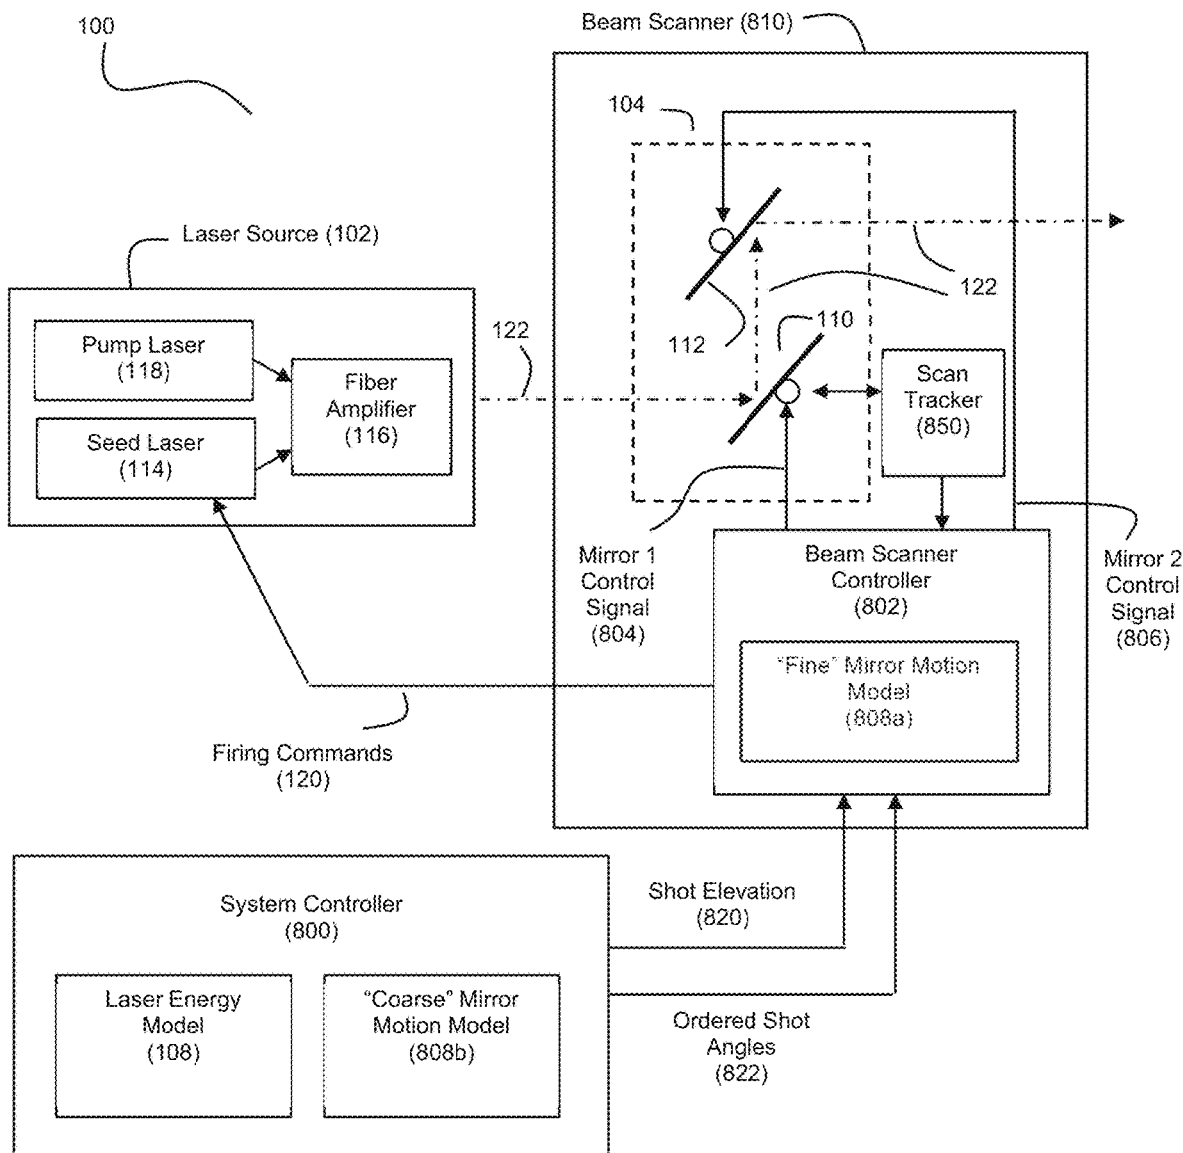 100
Beam Scanner (810)
104
Laser Source (102)
122
112
110
122
Pump Laser
(118)
Fiber
Amplifier
(116)
Seed Laser
(114)
Scan
Tracker
(850)
Mirror 1
Control
Signal
(804)
Beam Scanner
Controller
(802)
Mirror 2
Control
Signal
(806)
"Fine" Mirror Motion
Model
(808a)
Firing Commands
(120)
System Controller
(800)
Shot Elevation
(820)
Laser Energy
Model
(108)
"Coarse" Mirror
Motion Model
(808b)
Ordered Shot
Angles
(822)